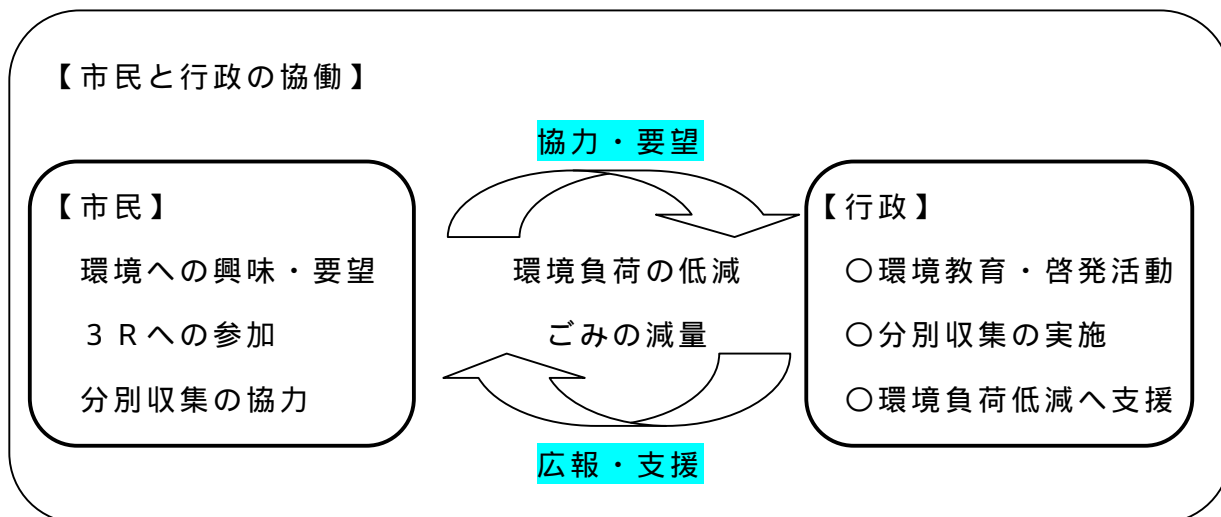 【市民と行政の協働】
協力・要望
【市民】
環境への興味・要望
３Ｒへの参加
分別収集の協力
環境負荷の低減
ごみの減量
【行政】
○環境教育・啓発活動
○分別収集の実施
○環境負荷低減へ支援
広報・支援